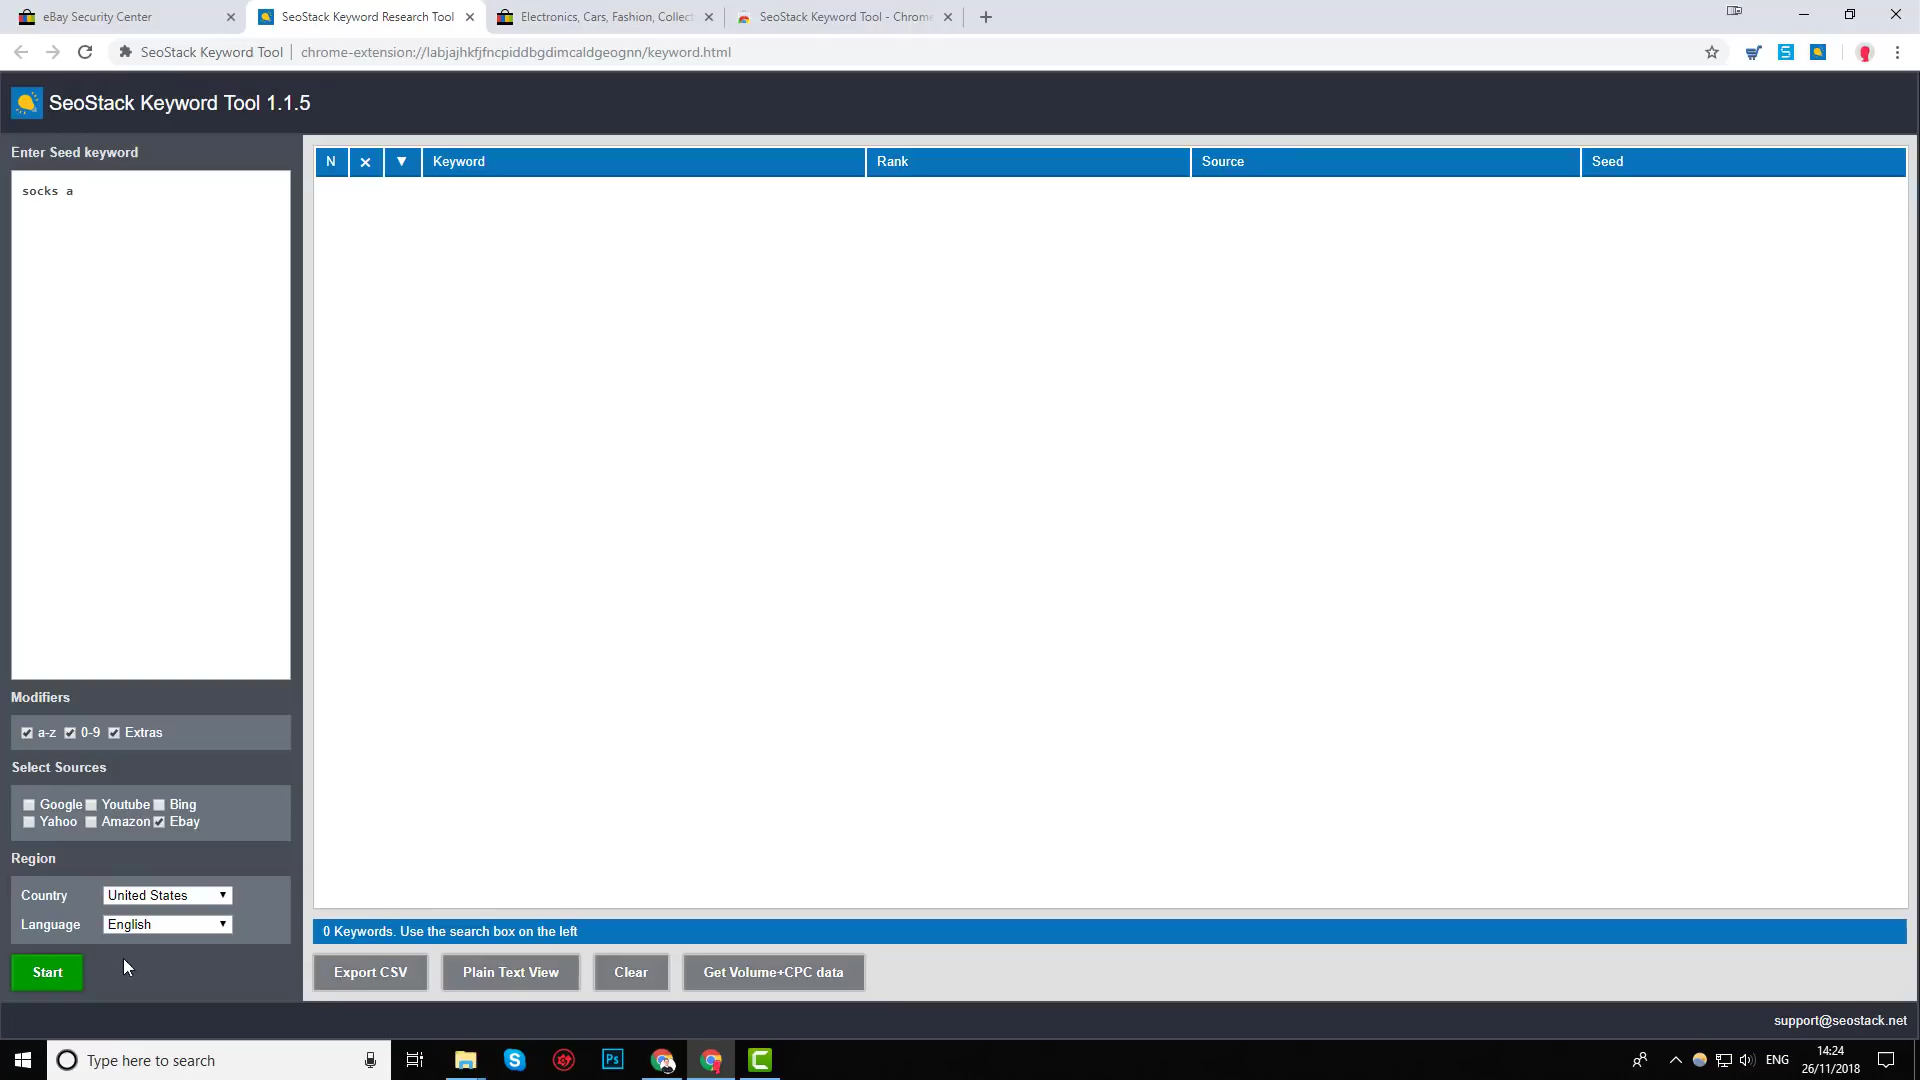 eBay Security Center
SeoStack Keyword Research Tool
Electronics, Cars, Fashion, Collect
SeoStack Keyword Tool - Chrome
SeoStack Keyword Tool
chrome-extension://labjajhkfjfncpiddbgdimcaldgeognn/keyword.html
SeoStack Keyword Tool 1.1.5
Enter Seed keyword
socks a
N Keyword Rank Source Seed
Modifiers
a-z 0-9 Extras
Select Sources
Google Youtube Bing
Yahoo Amazon Ebay
Region
Country United States
Language English
0 Keywords. Use the search box on the left
Start
Export CSV
Plain Text View
Clear
Get Volume+CPC data
support@seostack.net
Type here to search
Ps
ENG
14:24
26/11/2018